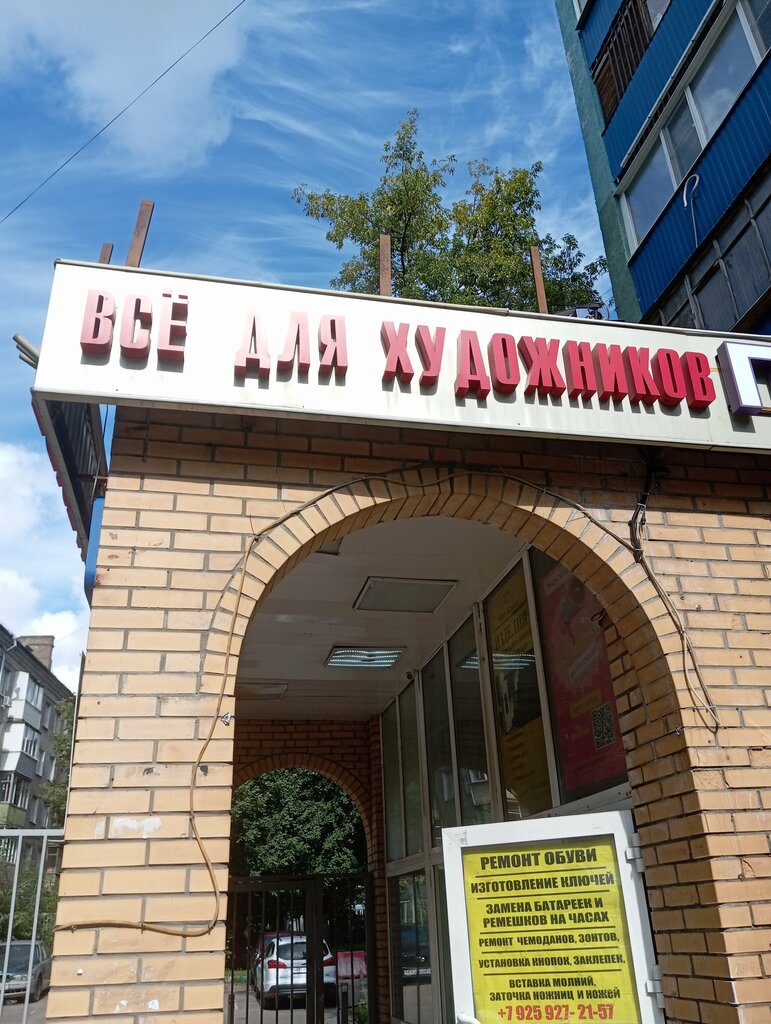 ВСЁ ДЛЯ ХУДОЖНИКОВ
РЕМОНТ ОБУВИ
ИЗГОТОВЛЕНИЕ КЛЮЧЕЙ
ЗАМЕНА БАТАРЕЕК И
РЕМЕШКОВ НА ЧАСАХ
РЕМОНТ ЧЕМОДАНОВ, ЗОНТОВ,
УСТАНОВКА КНОПОК, ЗАКЛЕПЕК,
ВСТАВКА МОЛНИЙ,
ЗАТОЧКА НОЖНИЦ И НОЖЕЙ
+7 925 927- 21-57